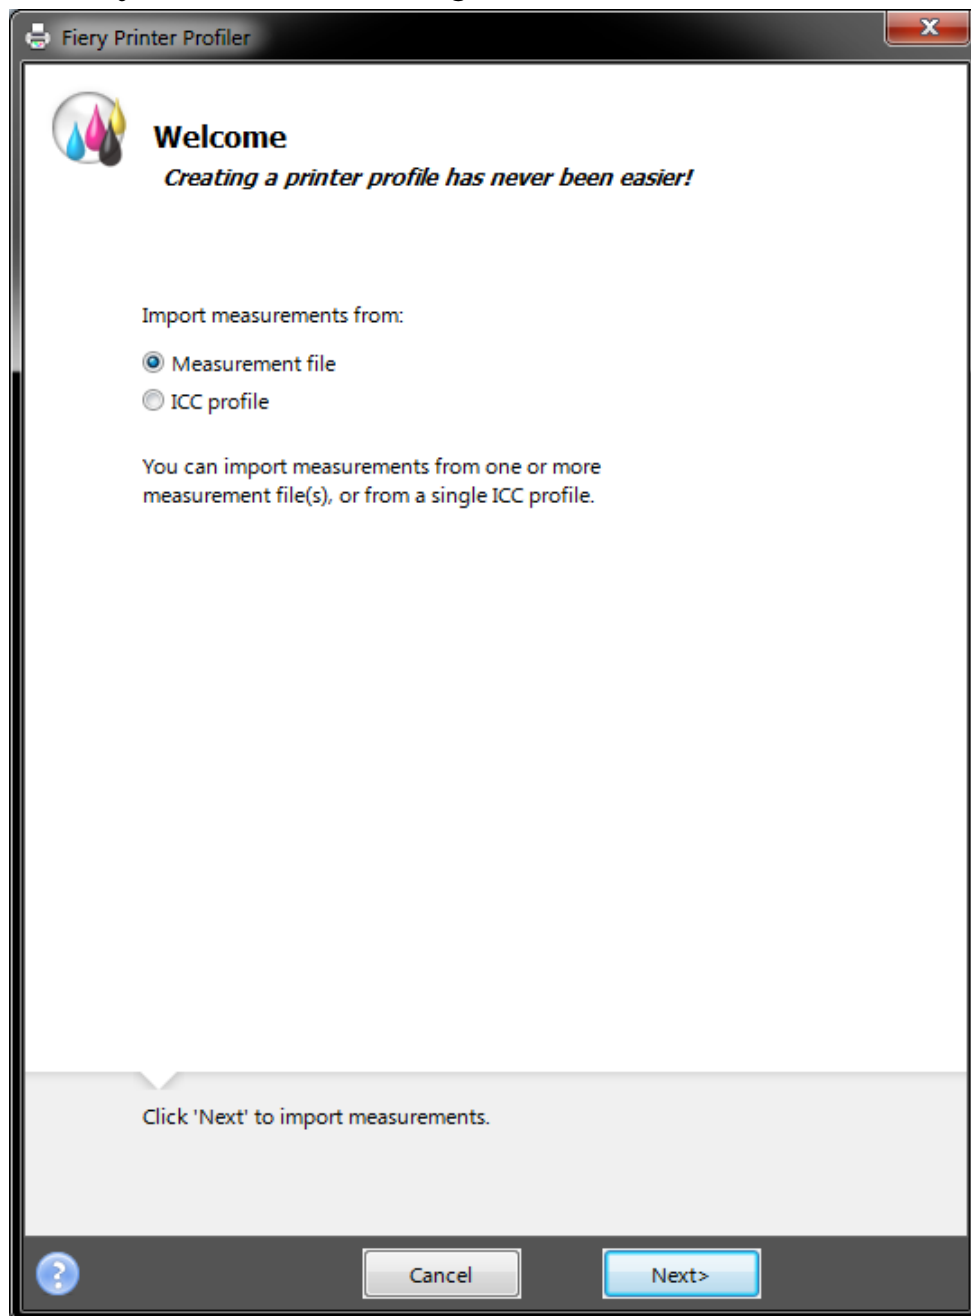 Fiery Printer Profiler
X
Welcome
Creating a printer profile has never been easier!
Import measurements from:
Measurement file
ICC profile
You can import measurements from one or more
measurement file(s), or from a single ICC profile.
Click 'Next' to import measurements.
?
Cancel
Next>